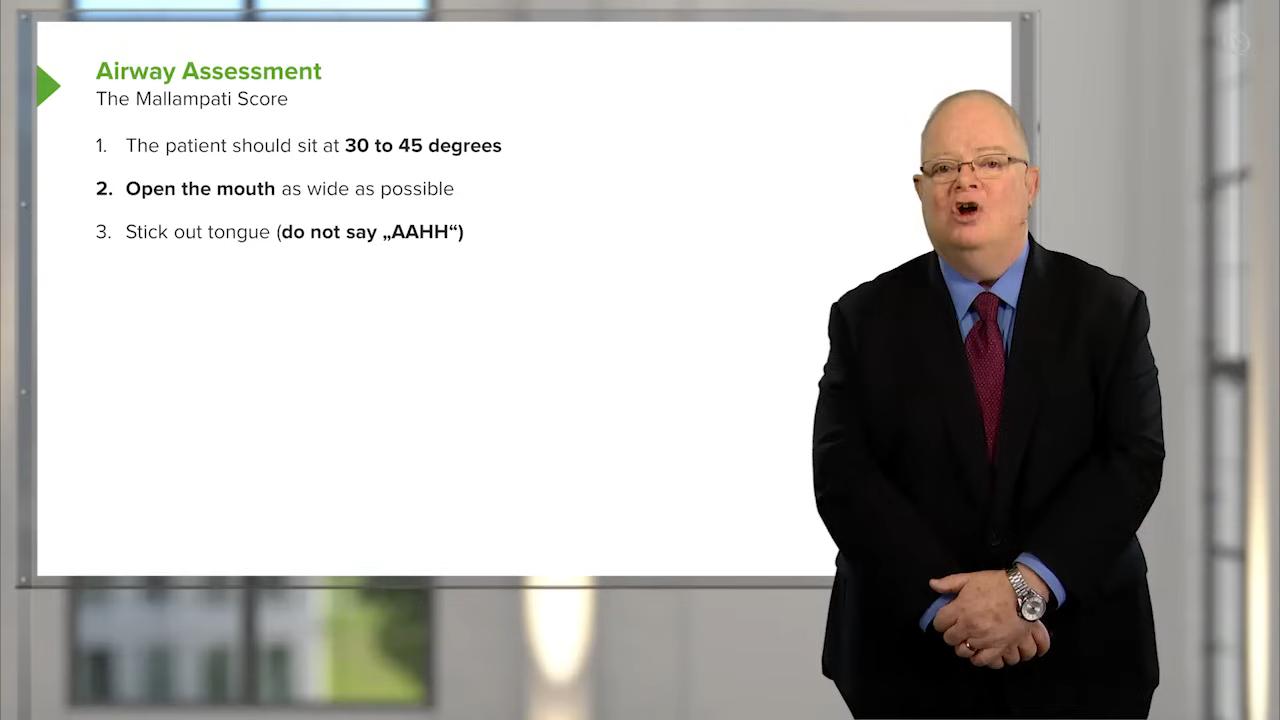 Airway Assessment
The Mallampati Score
1. The patient should sit at 30 to 45 degrees
2. Open the mouth as wide as possible
3. Stick out tongue (do not say „AAHH“)